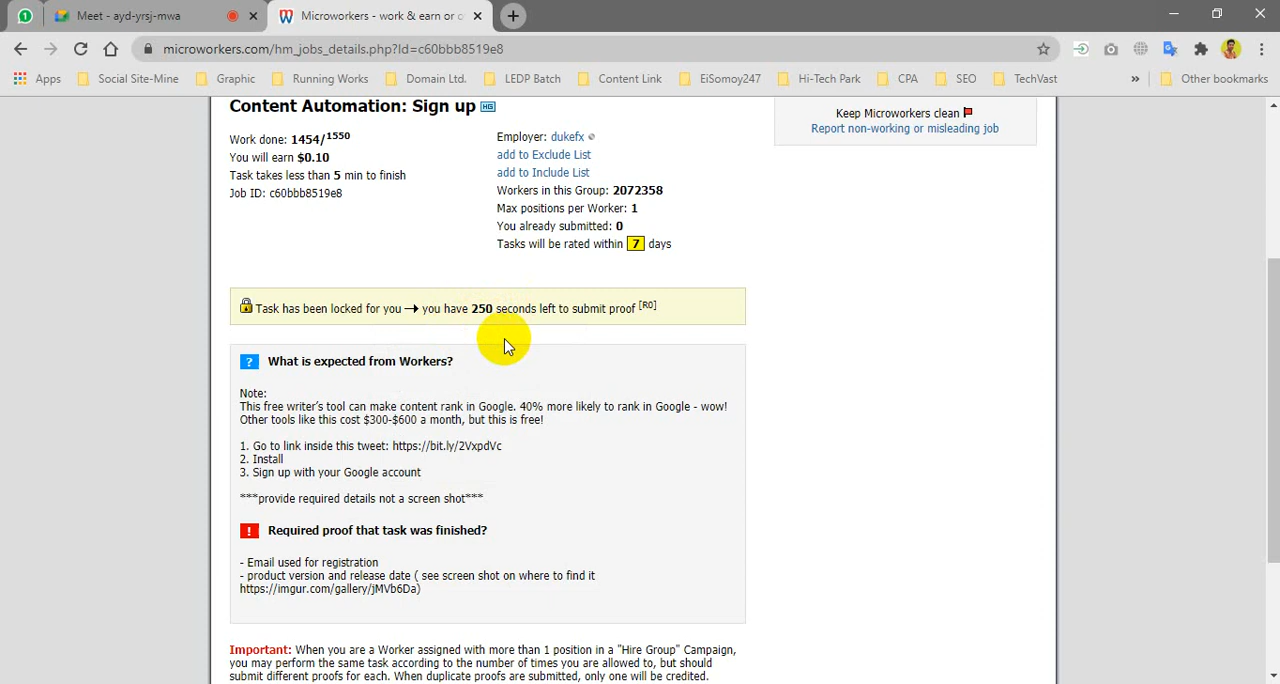 1
Meet - ayd-yrsj-mwa
Microworkers - work & earn or o
microworkers.com/hm_jobs_details.php?Id=c60bbb8519e8
Apps
Social Site-Mine
Graphic
Running Works
Domain Ltd.
LEDP Batch
Content Link
EiSmoy247
Hi-Tech Park
CPA
SEO
TechVast
»
Other bookmarks
Content Automation: Sign up HG
Work done: 1454/1550
You will earn $0.10
Task takes less than 5 min to finish
Job ID: c60bbb8519e8
Employer: dukefx
add to Exclude List
add to Include List
Workers in this Group: 2072358
Max positions per Worker: 1
You already submitted: 0
Tasks will be rated within 7 days
Keep Microworkers clean
Report non-working or misleading job
Task has been locked for you → you have 250 seconds left to submit proof [R0]
? What is expected from Workers?
Note:
This free writer's tool can make content rank in Google. 40% more likely to rank in Google - wow!
Other tools like this cost $300-$600 a month, but this is free!
1. Go to link inside this tweet: https://bit.ly/2VxpdVc
2. Install
3. Sign up with your Google account
***provide required details not a screen shot***
! Required proof that task was finished?
- Email used for registration
- product version and release date ( see screen shot on where to find it
https://imgur.com/gallery/jMVb6Da)
Important: When you are a Worker assigned with more than 1 position in a "Hire Group" Campaign,
you may perform the same task according to the number of times you are allowed to, but should
submit different proofs for each. When duplicate proofs are submitted, only one will be credited.